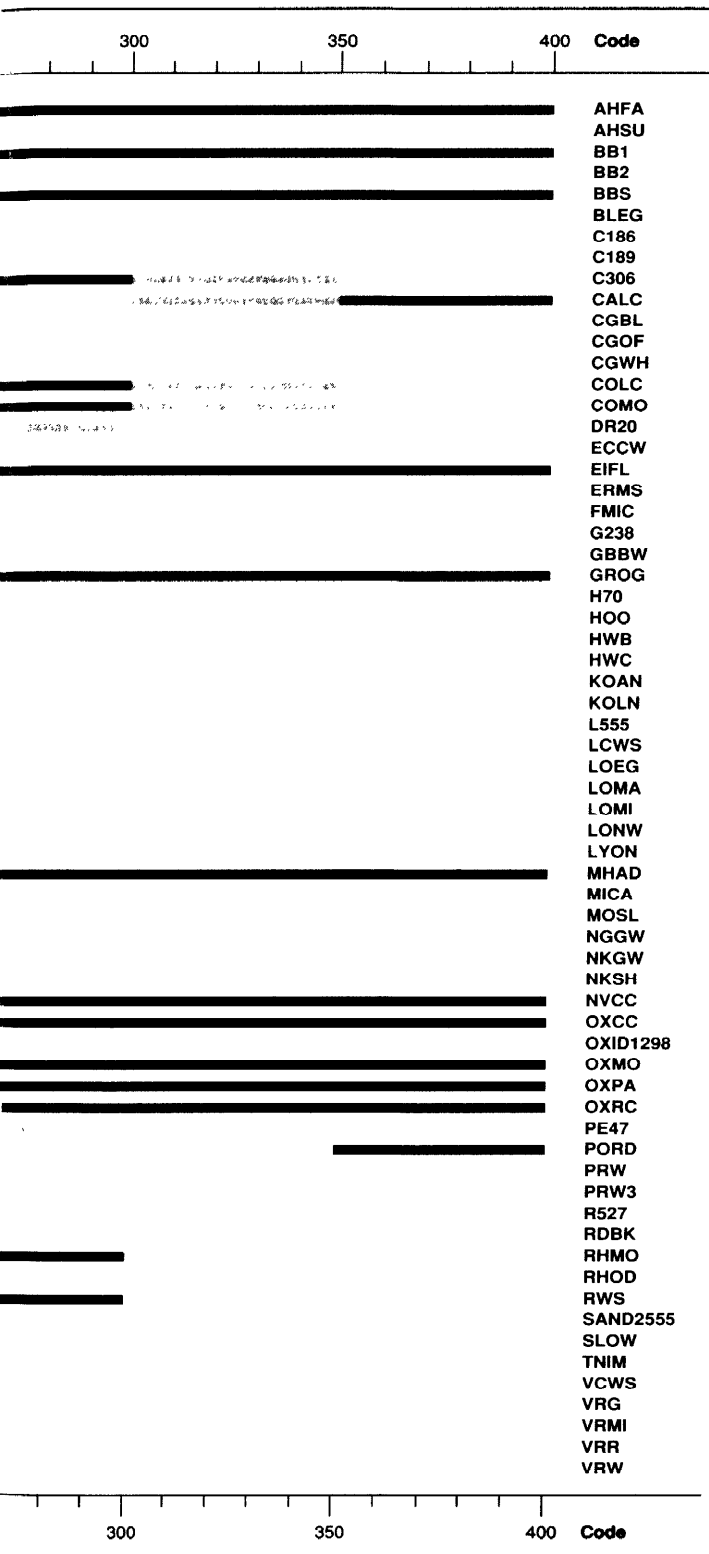 300 350 400 Code
AHFA
AHSU
BB1
BB2
BBS
BLEG
C186
C189
C306
CALC
CGBL
CGOF
CGWH
COLC
COMO
DR20
ECCW
EIFL
ERMS
FMIC
G238
GBBW
GROG
H70
HOO
HWB
HWC
KOAN
KOLN
L555
LCWS
LOEG
LOMA
LOMI
LONW
LYON
MHAD
MICA
MOSL
NGGW
NKGW
NKSH
NVCC
OXCC
OXID1298
OXMO
OXPA
OXRC
PE47
PORD
PRW
PRW3
R527
RDBK
RHMO
RHOD
RWS
SAND2555
SLOW
TNIM
VCWS
VRG
VRMI
VRR
VRW
300 350 400 Code